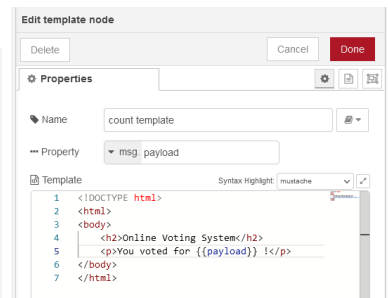 Edit template node
Delete Cancel Done
Properties
Name count template
Property msg. payload
Template Syntax Highlight: mustache
1 <!DOCTYPE html>
2 <html>
3 <body>
4 <h2>Online Voting System</h2>
5 <p>You voted for {{payload}} !</p>
6 </body>
7 </html>